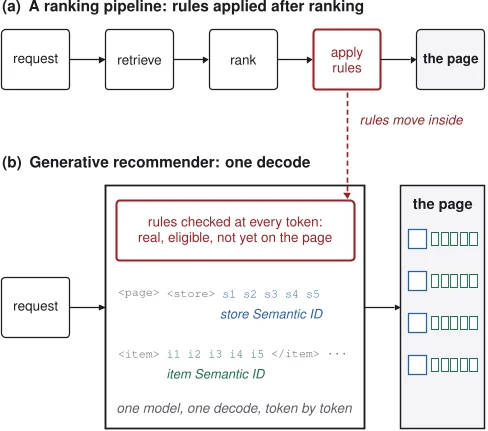 (a) A ranking pipeline: rules applied after ranking
request
retrieve
rank
apply
rules
the page
rules move inside
(b) Generative recommender: one decode
request
rules checked at every token:
real, eligible, not yet on the page
<page> <store> s1 s2 s3 s4 s5
store Semantic ID
<item> i1 i2 i3 i4 i5 </item> ···
item Semantic ID
one model, one decode, token by token
the page